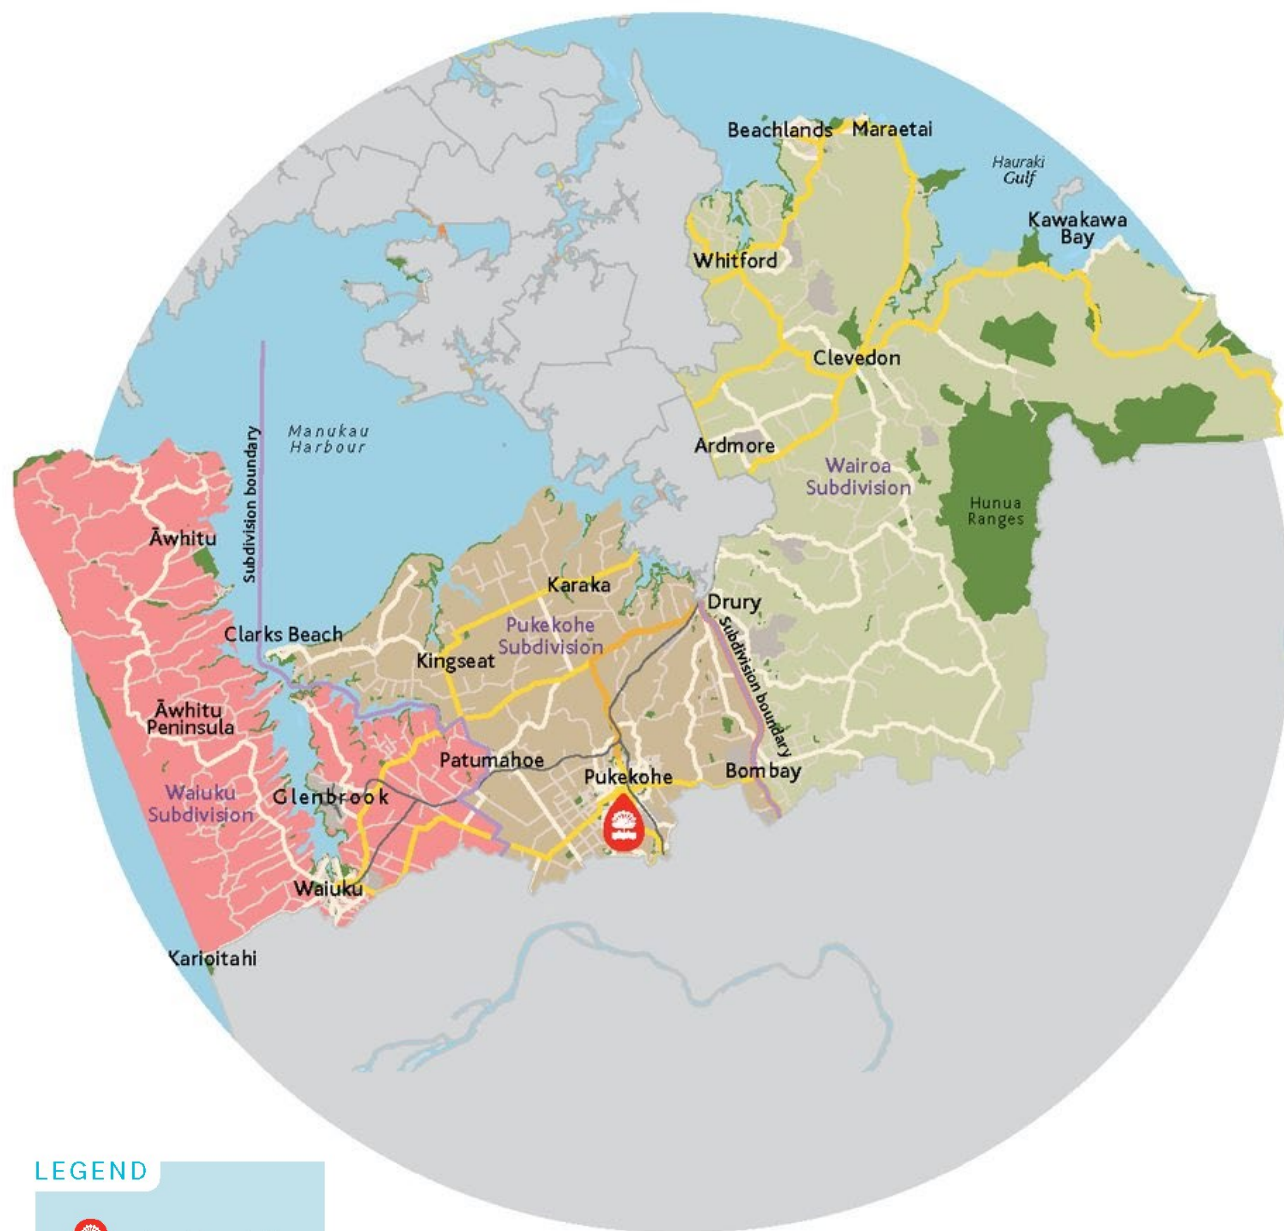 Beachlands
Maraetai
Hauraki
Gulf
Kawakawa
Bay
Whitford
Clevedon
Manukau
Harbour
Subdivision boundary
Ardmore
Wairoa
Subdivision
Hunua
Ranges
Āwhitu
Karaka
Drury
Pukekohe
Subdivision
Clarks Beach
Kingseat
Subdivision boundary
Āwhitu
Peninsula
Patumahoe
Pukekohe
Bombay
Waiuku
Subdivision
Glenbrook
Waiuku
Karioitahi
LEGEND